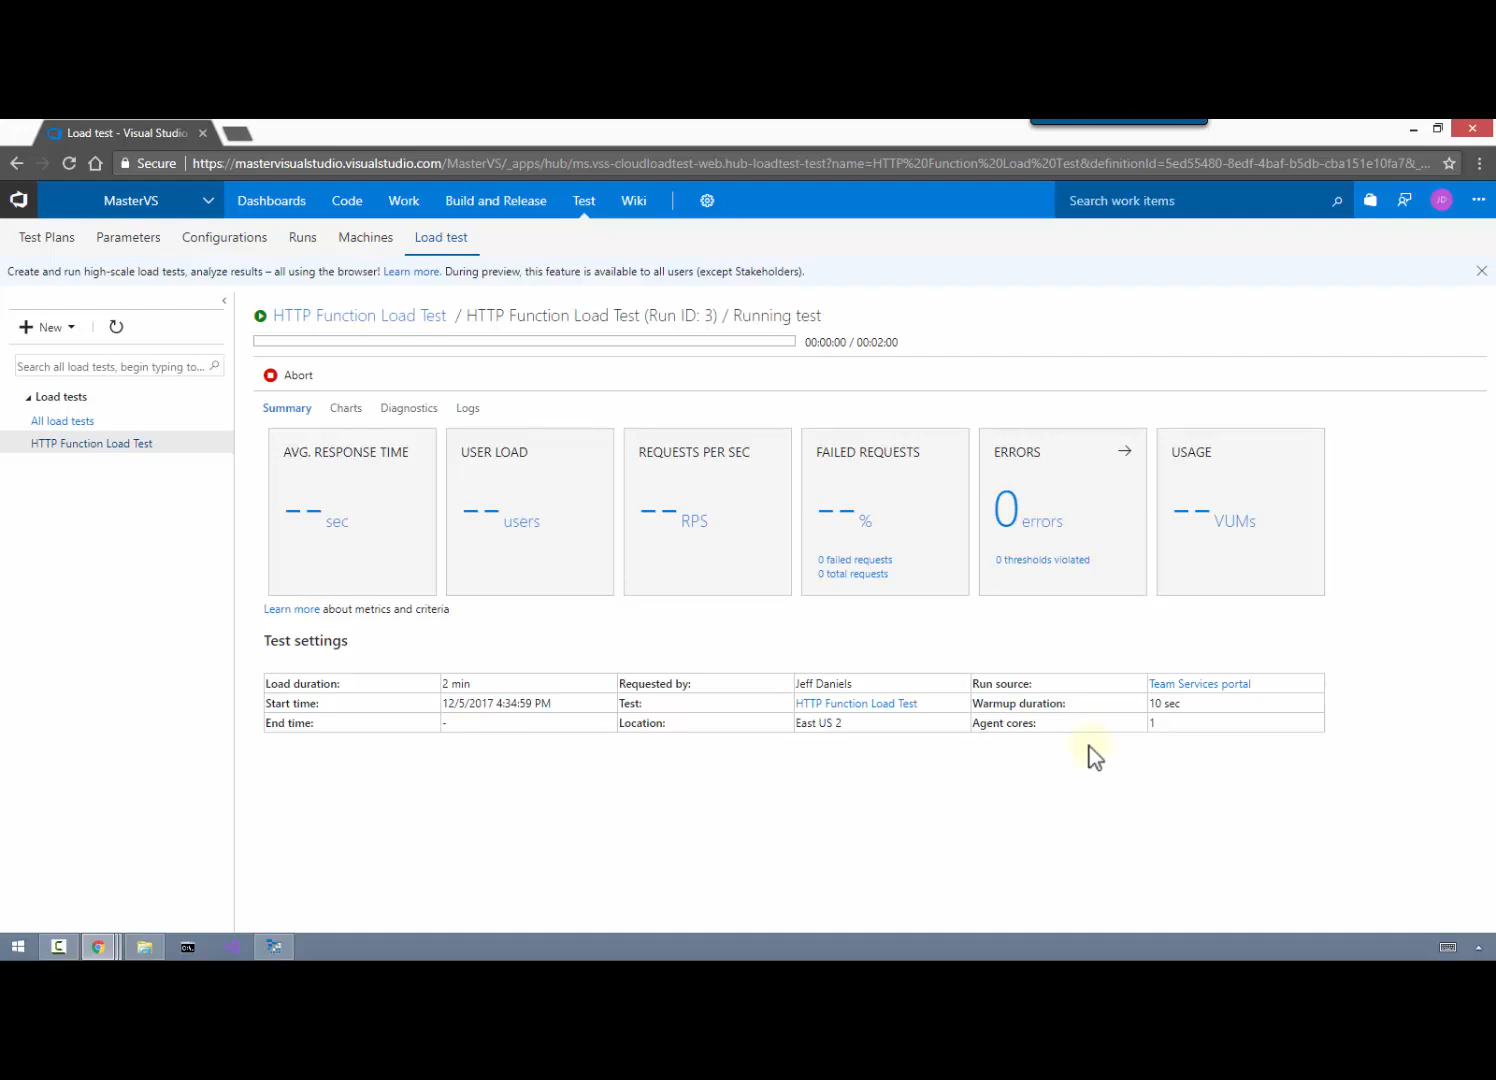 Load test - Visual Studio
Secure https://mastervisualstudio.visualstudio.com/MasterVS/_apps/hub/ms.vss-cloudloadtest-web.hub-loadtest-test?name=HTTP%20Function%20Load%20Test&definitionId=5ed55480-8edf-4baf-b5db-cba151e10fa7&_...
MasterVS Dashboards Code Work Build and Release Test Wiki Search work items JD
Test Plans Parameters Configurations Runs Machines Load test
Create and run high-scale load tests, analyze results – all using the browser! Learn more. During preview, this feature is available to all users (except Stakeholders).
New
Search all load tests, begin typing to...
Load tests
All load tests
HTTP Function Load Test
HTTP Function Load Test / HTTP Function Load Test (Run ID: 3) / Running test
00:00:00 / 00:02:00
Abort
Summary Charts Diagnostics Logs
AVG. RESPONSE TIME
-- sec
USER LOAD
-- users
REQUESTS PER SEC
-- RPS
FAILED REQUESTS
-- %
0 failed requests
0 total requests
ERRORS
0 errors
0 thresholds violated
USAGE
-- VUMs
Learn more about metrics and criteria
Test settings
Load duration: 2 min Requested by: Jeff Daniels Run source: Team Services portal
Start time: 12/5/2017 4:34:59 PM Test: HTTP Function Load Test Warmup duration: 10 sec
End time: - Location: East US 2 Agent cores: 1